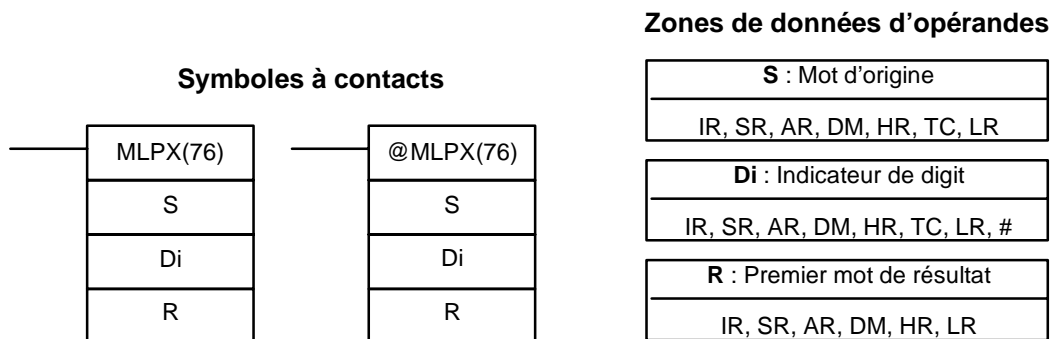 Zones de données d’opérandes
Symboles à contacts
S : Mot d’origine
IR, SR, AR, DM, HR, TC, LR
MLPX(76)
@MLPX(76)
Di : Indicateur de digit
S
S
IR, SR, AR, DM, HR, TC, LR, #
Di
Di
R : Premier mot de résultat
R
R
IR, SR, AR, DM, HR, LR